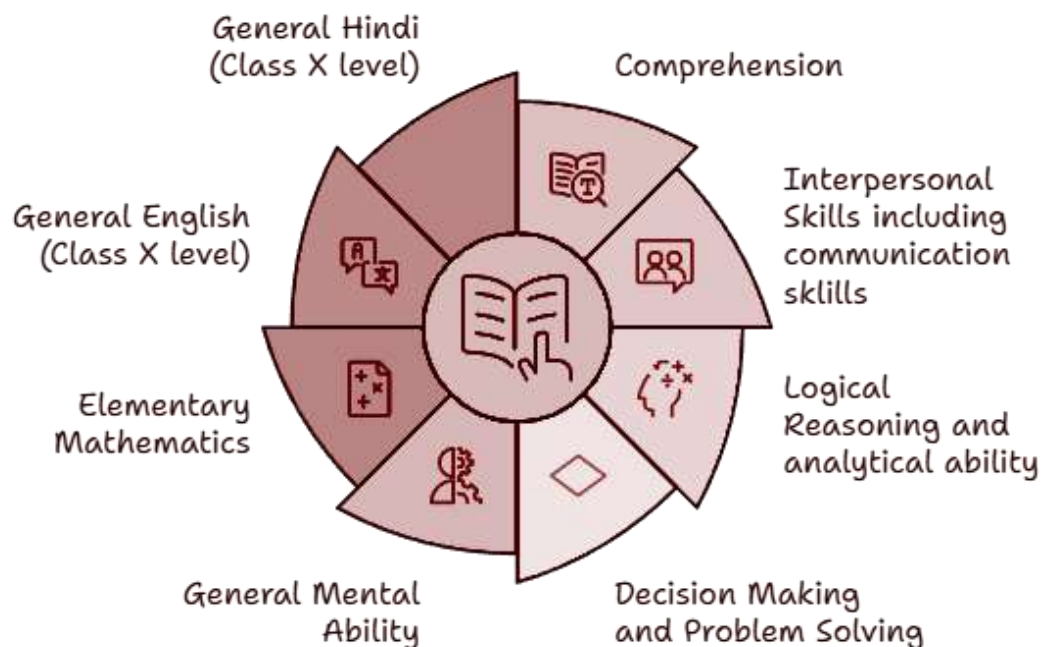 General Hindi
(Class X level)
Comprehension
Interpersonal
Skills including
communication
sklills
Logical
Reasoning and
analytical ability
Decision Making
and Problem Solving
General Mental
Ability
Elementary
Mathematics
General English
(Class X level)
T
A
文